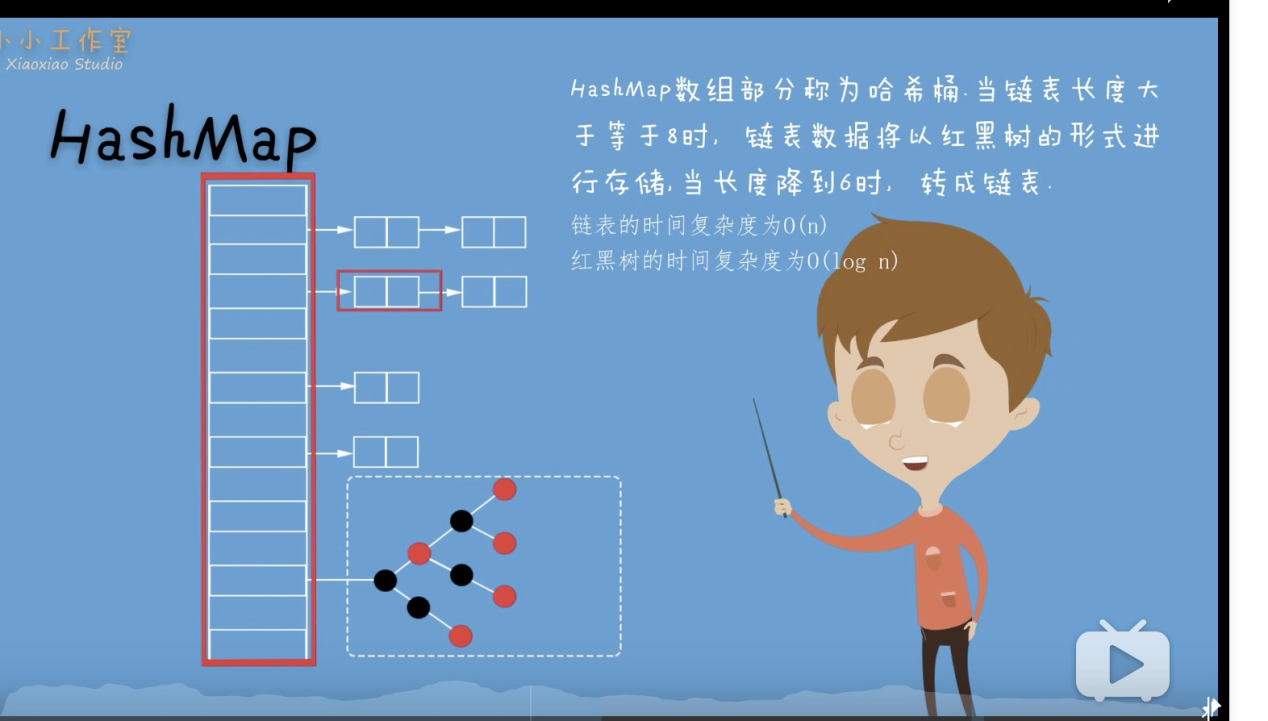 小小工作室
Xiaoxiao Studio
HashMap
HashMap数组部分称为哈希桶.当链表长度大
于等于8时, 链表数据将以红黑树的形式进
行存储,当长度降到6时, 转成链表.
链表的时间复杂度为O(n)
红黑树的时间复杂度为O(log n)